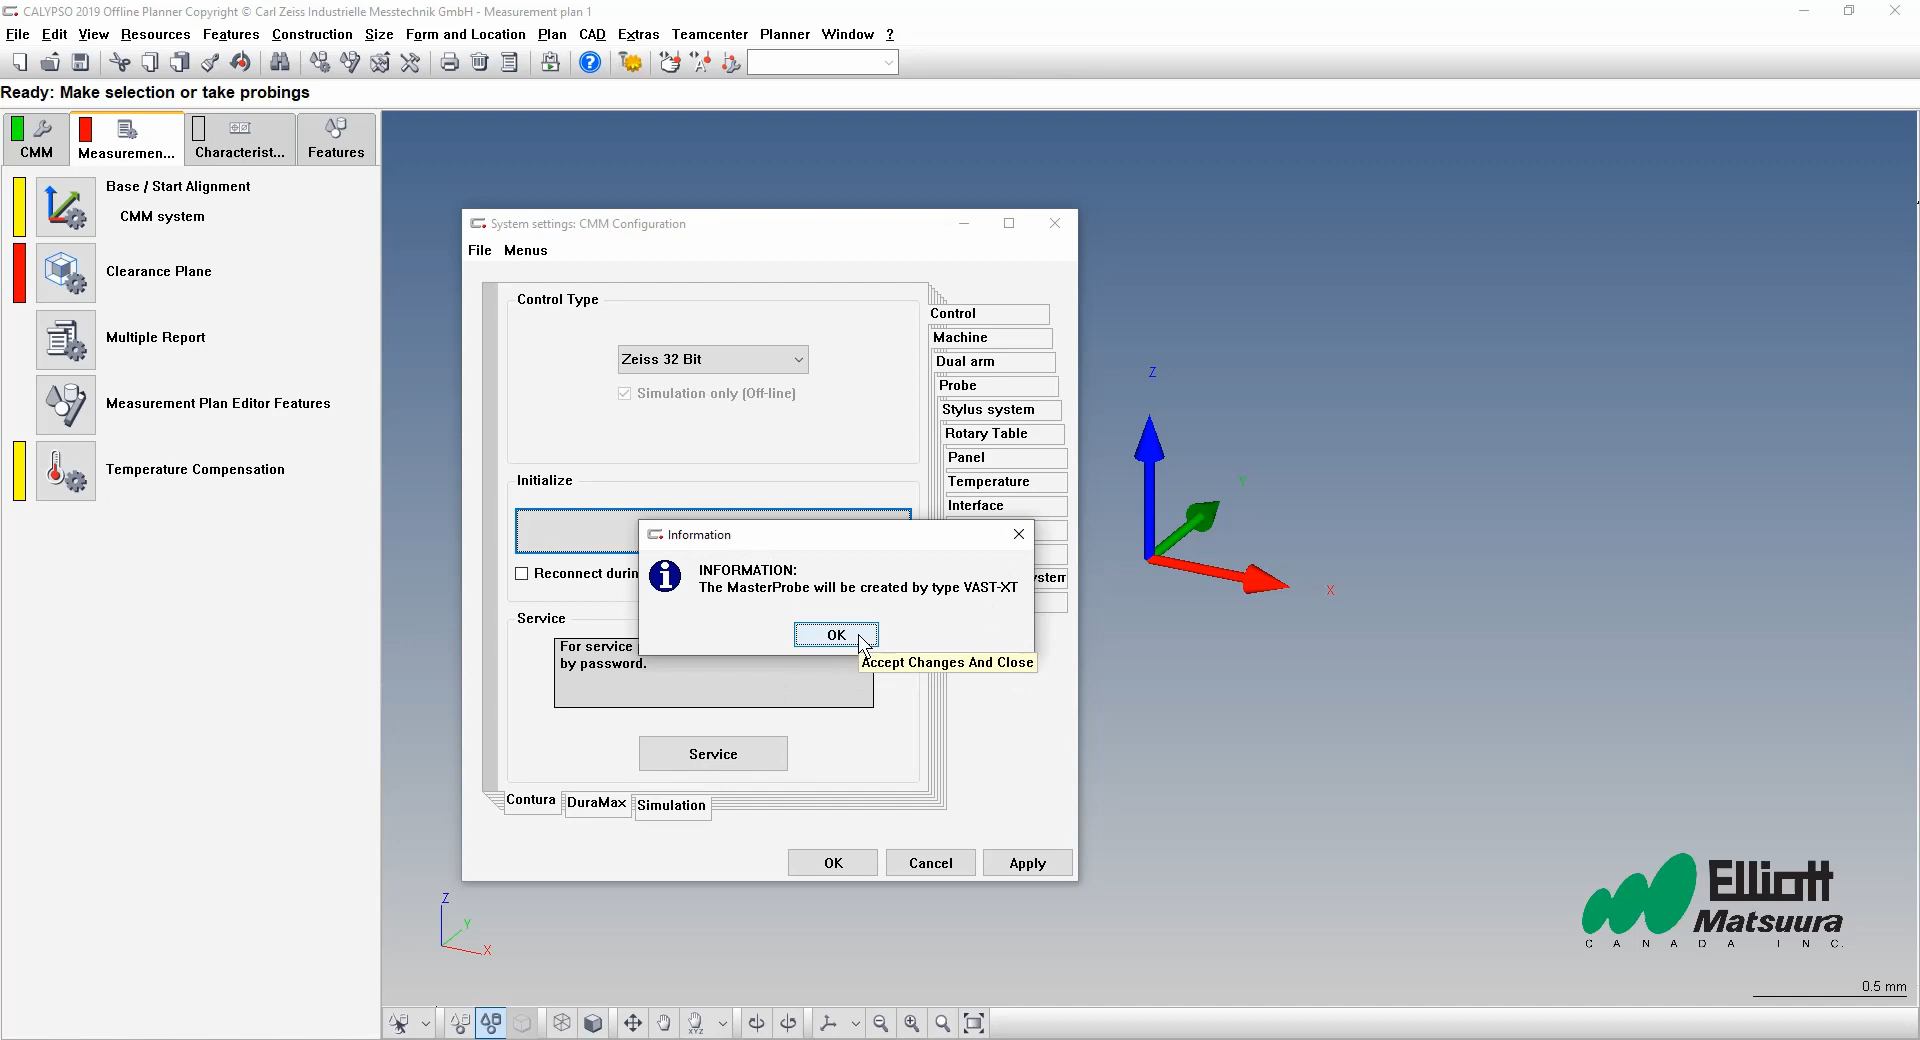 CALYPSO 2019 Offline Planner Copyright © Carl Zeiss Industrielle Messtechnik GmbH - Measurement plan 1
File Edit View Resources Features Construction Size Form and Location Plan CAD Extras Teamcenter Planner Window ?
Ready: Make selection or take probings
CMM
Measuremen...
Characterist...
Features
Base / Start Alignment
CMM system
Clearance Plane
Multiple Report
Measurement Plan Editor Features
Temperature Compensation
System settings: CMM Configuration
File Menus
Control Type
Zeiss 32 Bit
Simulation only (Off-line)
Initialize
Reconnect durin
Service
For service
by password.
Service
Contura
DuraMax
Simulation
Control
Machine
Dual arm
Probe
Stylus system
Rotary Table
Panel
Temperature
Interface
ystem
Information
INFORMATION:
The MasterProbe will be created by type VAST-XT
OK
Accept Changes And Close
OK
Cancel
Apply
Z
Y
X
Z
Y
X
Elliott
Matsuura
CANADA INC.
0.5 mm
XYZ